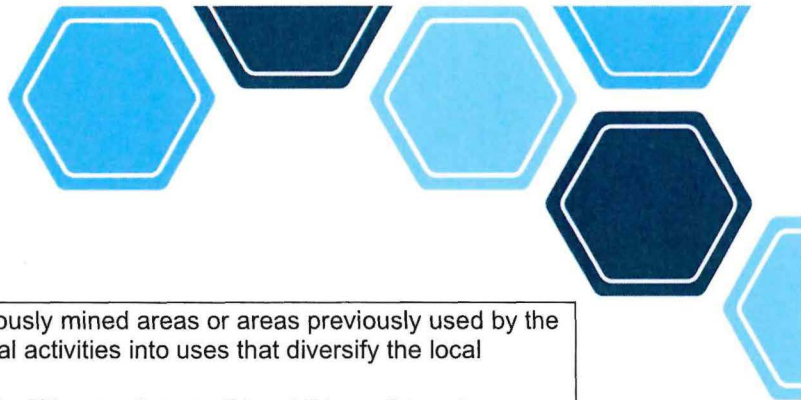 ously mined areas or areas previously used by the
al activities into uses that diversify the local